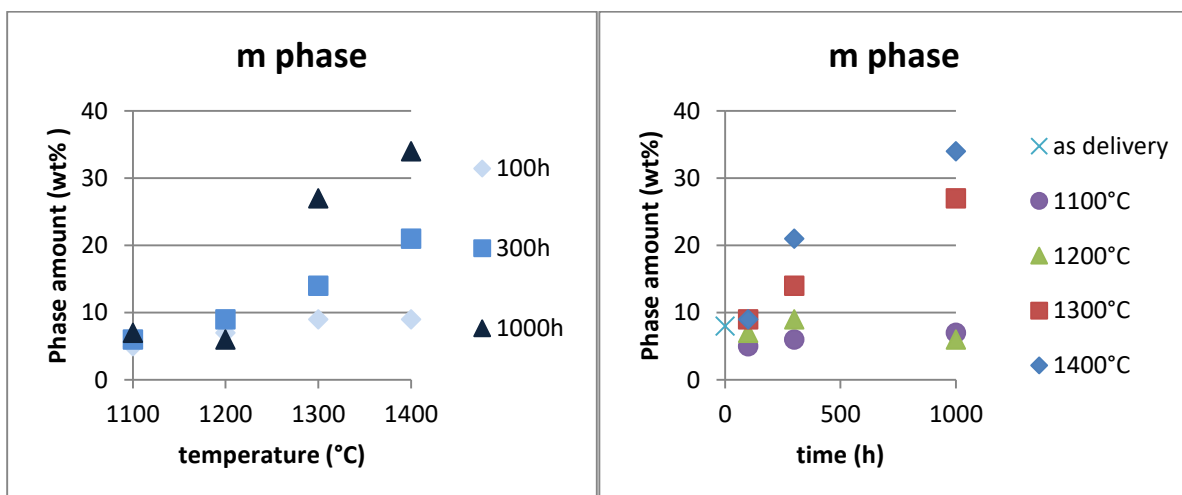 m phase
Phase amount (wt% )
40
30
20
10
0
1100 1200 1300 1400
temperature (°C)
100h
300h
1000h
m phase
Phase amount (wt%)
40
30
20
10
0
0 500 1000
time (h)
as delivery
1100°C
1200°C
1300°C
1400°C